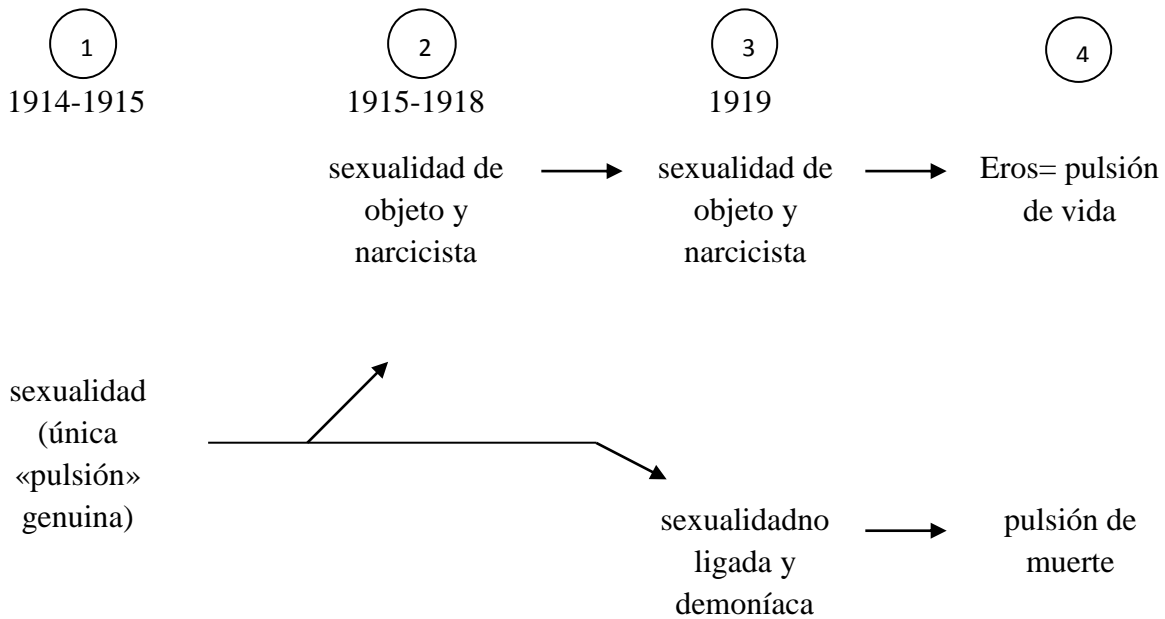 1
2
3
4
1914-1915
1915-1918
1919
sexualidad de
objeto y
narcicista
sexualidad de
objeto y
narcicista
Eros= pulsión
de vida
sexualidad
(única
«pulsión»
genuina)
sexualidadno
ligada y
demoníaca
pulsión de
muerte